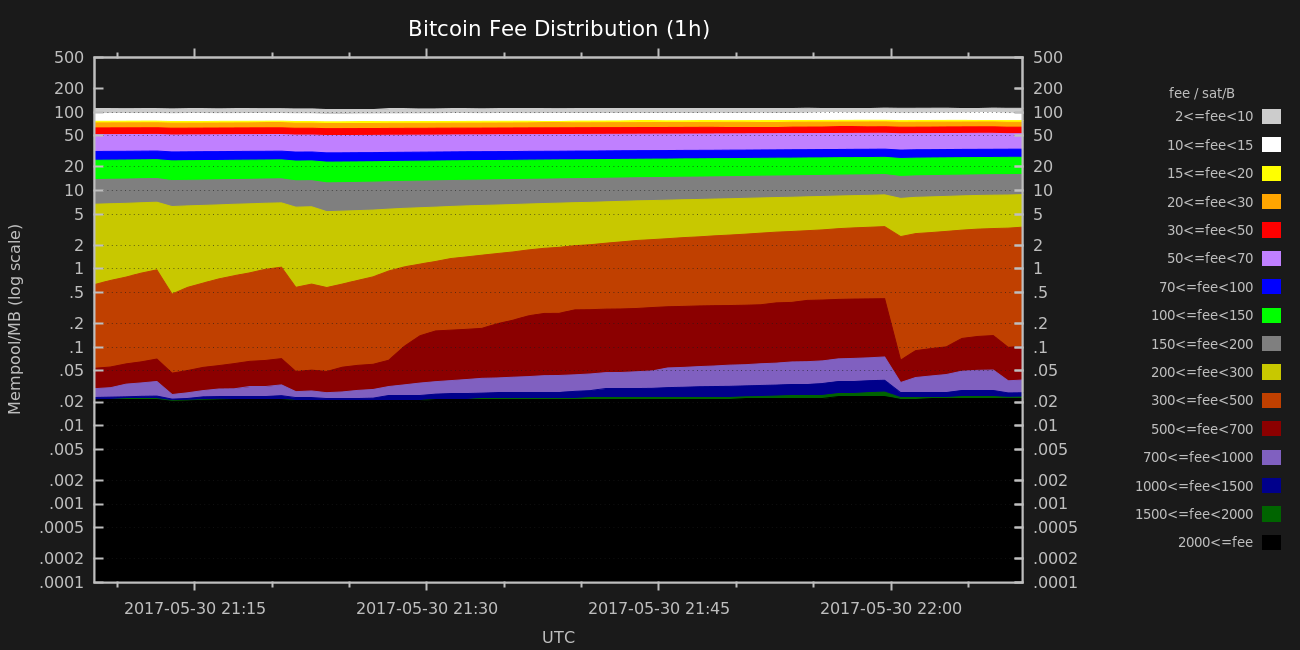 Bitcoin Fee Distribution (1h)
Mempool/MB (log scale)
500
200
100
50
20
10
5
2
1
.5
.2
.1
.05
.02
.01
.005
.002
.001
.0005
.0002
.0001
500
200
100
50
20
10
5
2
1
.5
.2
.1
.05
.02
.01
.005
.002
.001
.0005
.0002
.0001
2017-05-30 21:15
2017-05-30 21:30
2017-05-30 21:45
2017-05-30 22:00
UTC
fee / sat/B
2<=fee<10
10<=fee<15
15<=fee<20
20<=fee<30
30<=fee<50
50<=fee<70
70<=fee<100
100<=fee<150
150<=fee<200
200<=fee<300
300<=fee<500
500<=fee<700
700<=fee<1000
1000<=fee<1500
1500<=fee<2000
2000<=fee